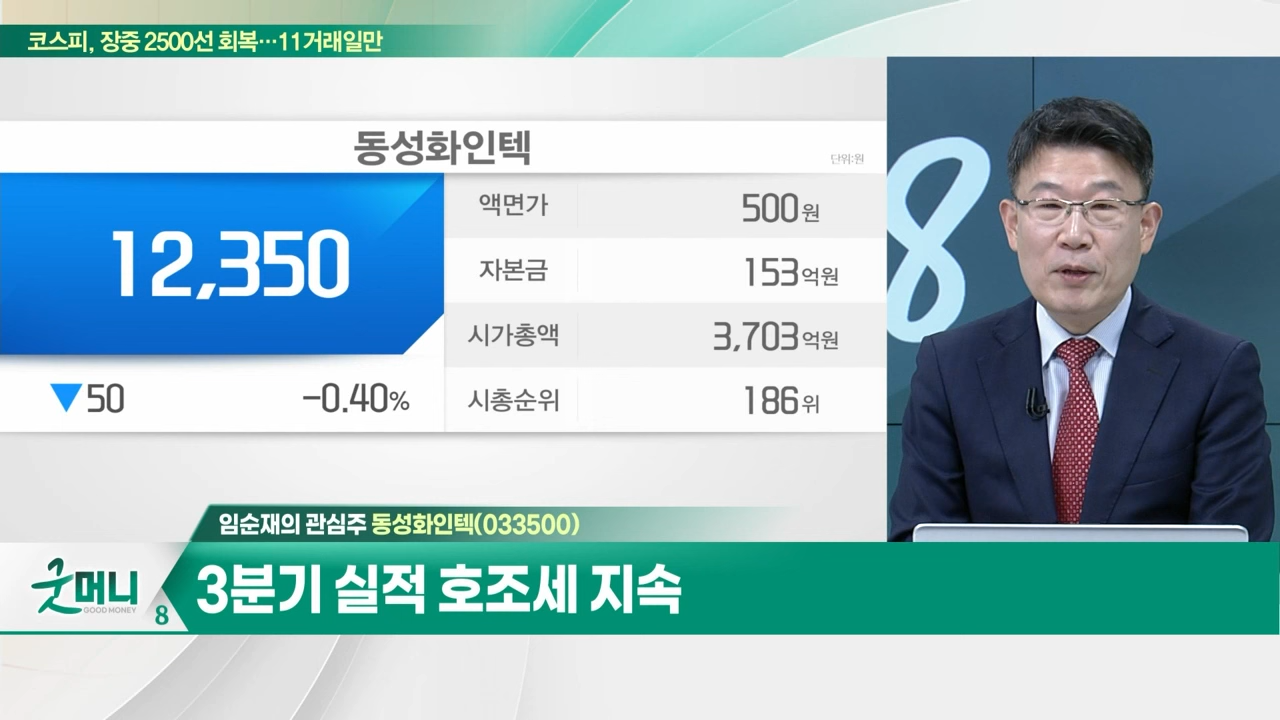 코스피, 장중 2500선 회복…11거래일만
동성화인텍
단위:원
12,350
▼50 -0.40%
액면가 500원
자본금 153억원
시가총액 3,703억원
시총순위 186위
8
임순재의 관심주 동성화인텍(033500)
굿머니
GOOD MONEY
8
3분기 실적 호조세 지속